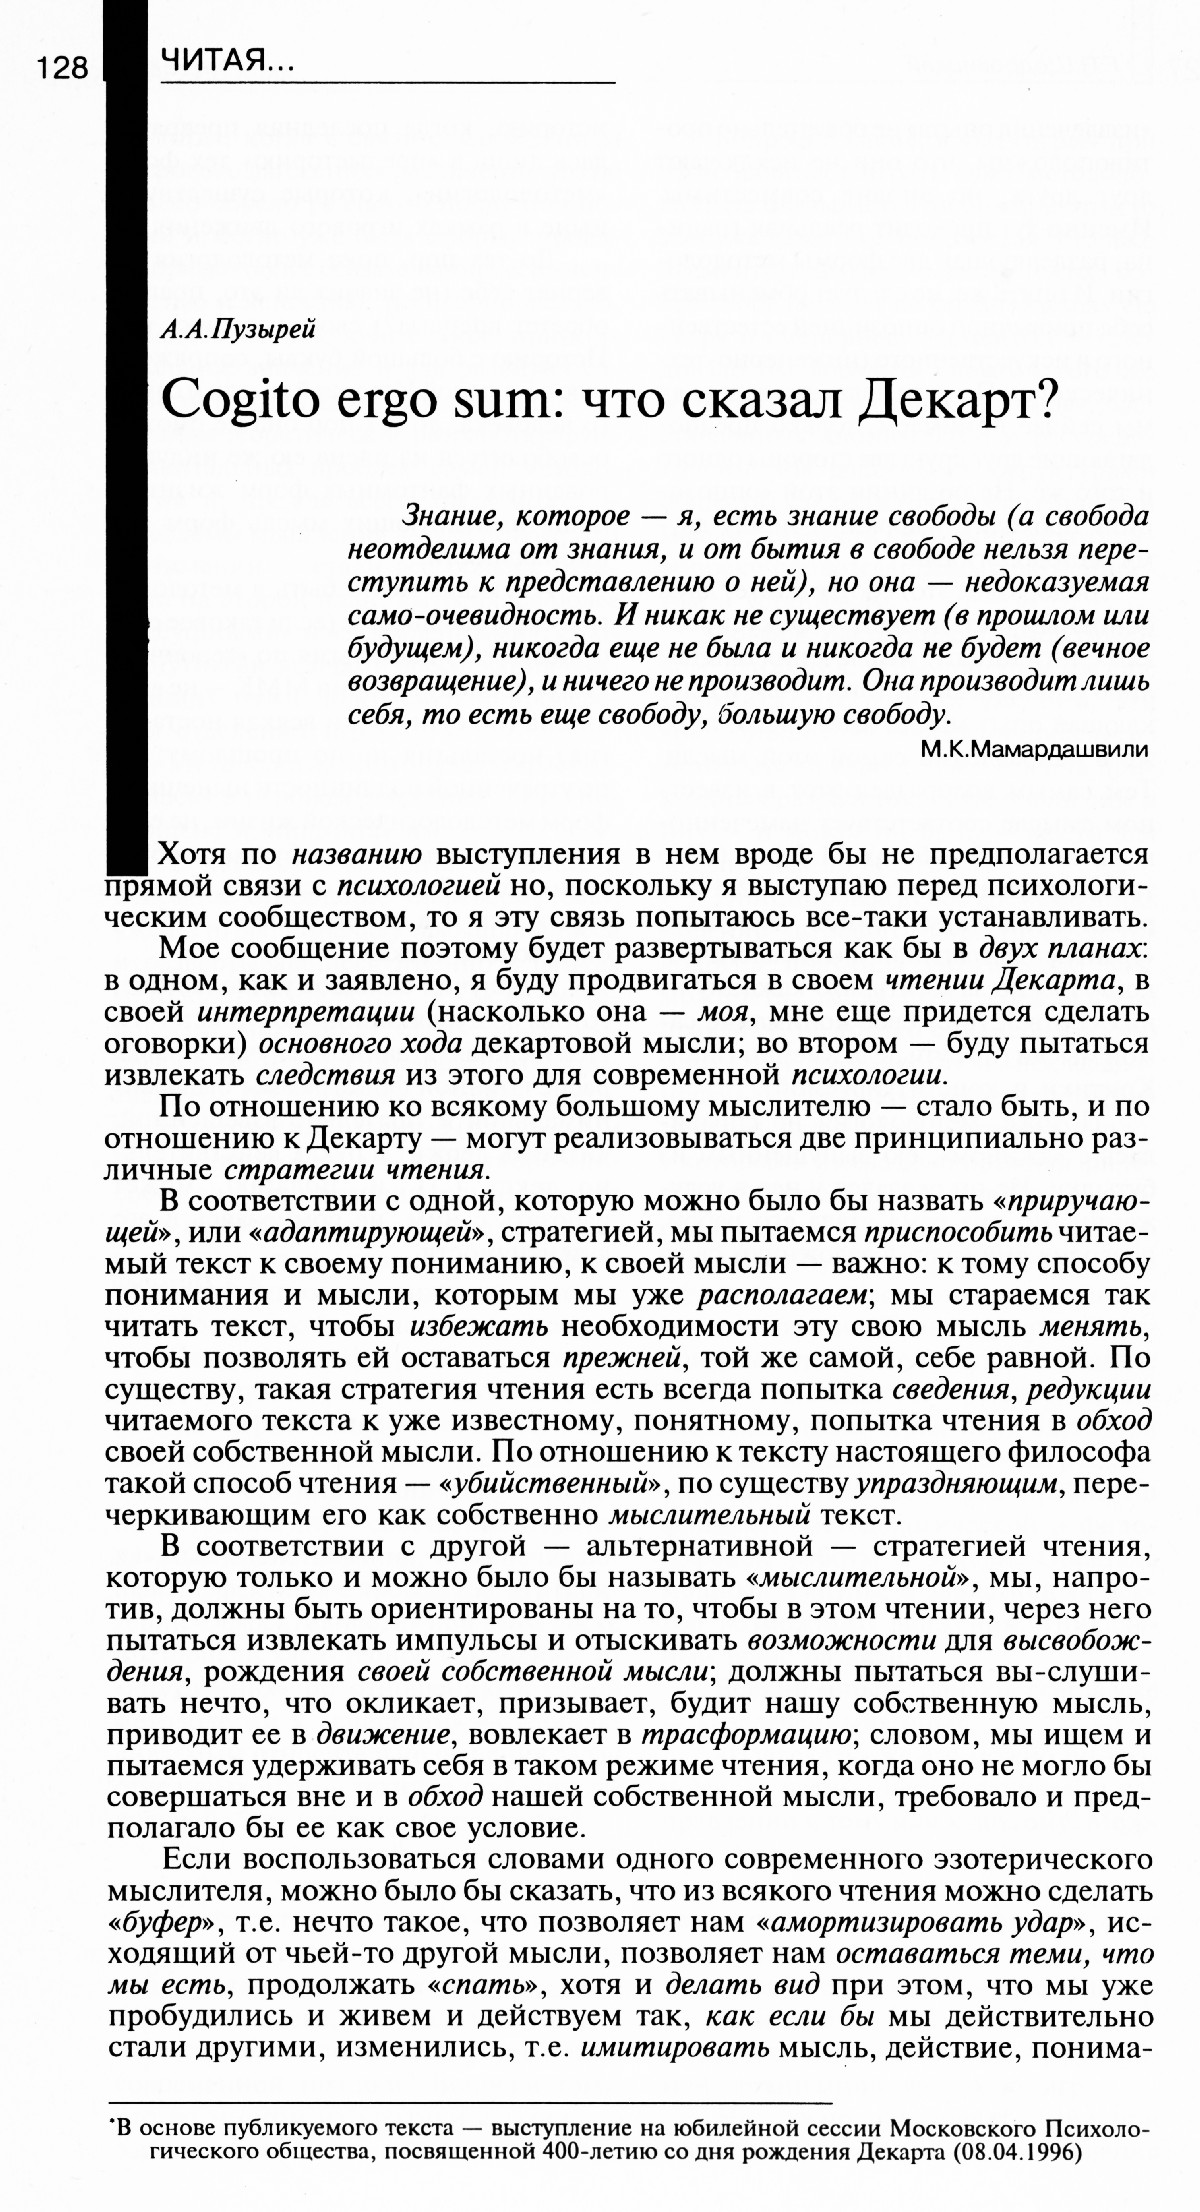 128
ЧИТАЯ...
А.А.Пузырей
Cogito ergo sum: что сказал Декарт?
Знание, которое — я, есть знание свободы (а свобода
неотделима от знания, и от бытия в свободе нельзя пере-
ступить к представлению о ней), но она — недоказуемая
само-очевидность. И никак не существует (в прошлом или
будущем), никогда еще не была и никогда не будет (вечное
возвращение), и ничего не производит. Она производит лишь
себя, то есть еще свободу, большую свободу.
М.К.Мамардашвили
Хотя по названию выступления в нем вроде бы не предполагается
прямой связи с психологией но, поскольку я выступаю перед психологи-
ческим сообществом, то я эту связь попытаюсь все-таки устанавливать.
Мое сообщение поэтому будет развертываться как бы в двух планах:
в одном, как и заявлено, я буду продвигаться в своем чтении Декарта, в
своей интерпретации (насколько она — моя, мне еще придется сделать
оговорки) основного хода декартовой мысли; во втором — буду пытаться
извлекать следствия из этого для современной психологии.
По отношению ко всякому большому мыслителю — стало быть, и по
отношению к Декарту — могут реализовываться две принципиально раз-
личные стратегии чтения.
В соответствии с одной, которую можно было бы назвать «приручаю-
щей», или «адаптирующей», стратегией, мы пытаемся приспособить читае-
мый текст к своему пониманию, к своей мысли — важно: к тому способу
понимания и мысли, которым мы уже располагаем; мы стараемся так
читать текст, чтобы избежать необходимости эту свою мысль менять,
чтобы позволять ей оставаться прежней, той же самой, себе равной. По
существу, такая стратегия чтения есть всегда попытка сведения, редукции
читаемого текста к уже известному, понятному, попытка чтения в обход
своей собственной мысли. По отношению к тексту настоящего философа
такой способ чтения — «убийственный», по существу упраздняющим, пере-
черкивающим его как собственно мыслительный текст.
В соответствии с другой — альтернативной — стратегией чтения,
которую только и можно было бы называть «мыслительной», мы, напро-
тив, должны быть ориентированы на то, чтобы в этом чтении, через него
пытаться извлекать импульсы и отыскивать возможности для высвобож-
дения, рождения своей собственной мысли; должны пытаться вы-слуши-
вать нечто, что окликает, призывает, будит нашу собственную мысль,
приводит ее в движение, вовлекает в трасформацию; словом, мы ищем и
пытаемся удерживать себя в таком режиме чтения, когда оно не могло бы
совершаться вне и в обход нашей собственной мысли, требовало и пред-
полагало бы ее как свое условие.
Если воспользоваться словами одного современного эзотерического
мыслителя, можно было бы сказать, что из всякого чтения можно сделать
«буфер», т.е. нечто такое, что позволяет нам «амортизировать удар», ис-
ходящий от чьей-то другой мысли, позволяет нам оставаться теми, что
мы есть, продолжать «спать», хотя и делать вид при этом, что мы уже
пробудились и живем и действуем так, как если бы мы действительно
стали другими, изменились, т.е. имитировать мысль, действие, понима-
*В основе публикуемого текста — выступление на юбилейной сессии Московского Психоло-
гического общества, посвященной 400-летию со дня рождения Декарта (08.04.1996)